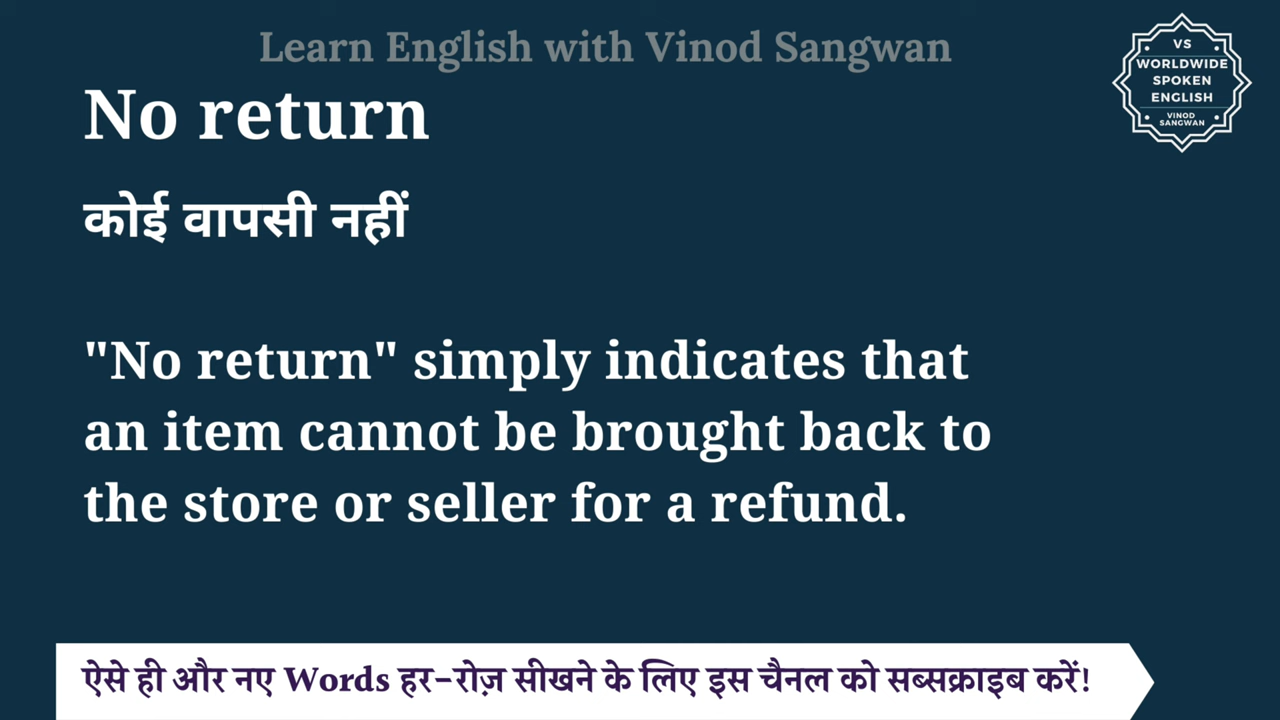 Learn English with Vinod Sangwan
VS
WORLDWIDE
SPOKEN
ENGLISH
VINOD
SANGWAN
No return
कोई वापसी नहीं
"No return" simply indicates that
an item cannot be brought back to
the store or seller for a refund.
ऐसे ही और नए Words हर-रोज़ सीखने के लिए इस चैनल को सब्सक्राइब करें!